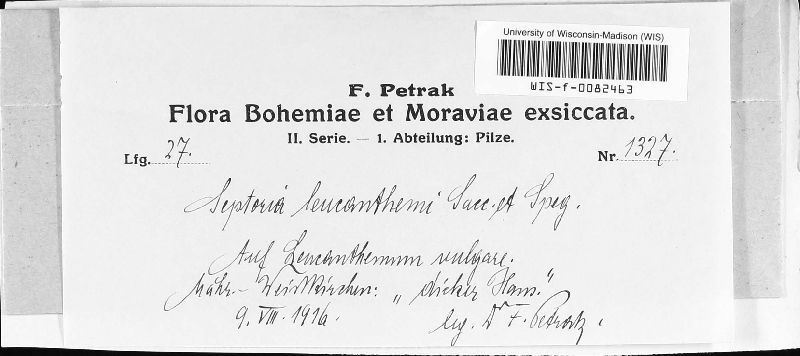 University of Wisconsin-Madison (WIS)
WIS-f-0082463
F. Petrak
Flora Bohemiae et Moraviae exsiccata.
II. Serie. — 1. Abteilung: Pilze.
Lfg. 27. Nr. 1327.
Septoria leucanthemi Sacc. et Speg.
Auf Leucanthemum vulgare.
Mähr.-Weisskirchen: „dicker Hans."
9. VIII. 1916. leg. Dr F. Petrak.